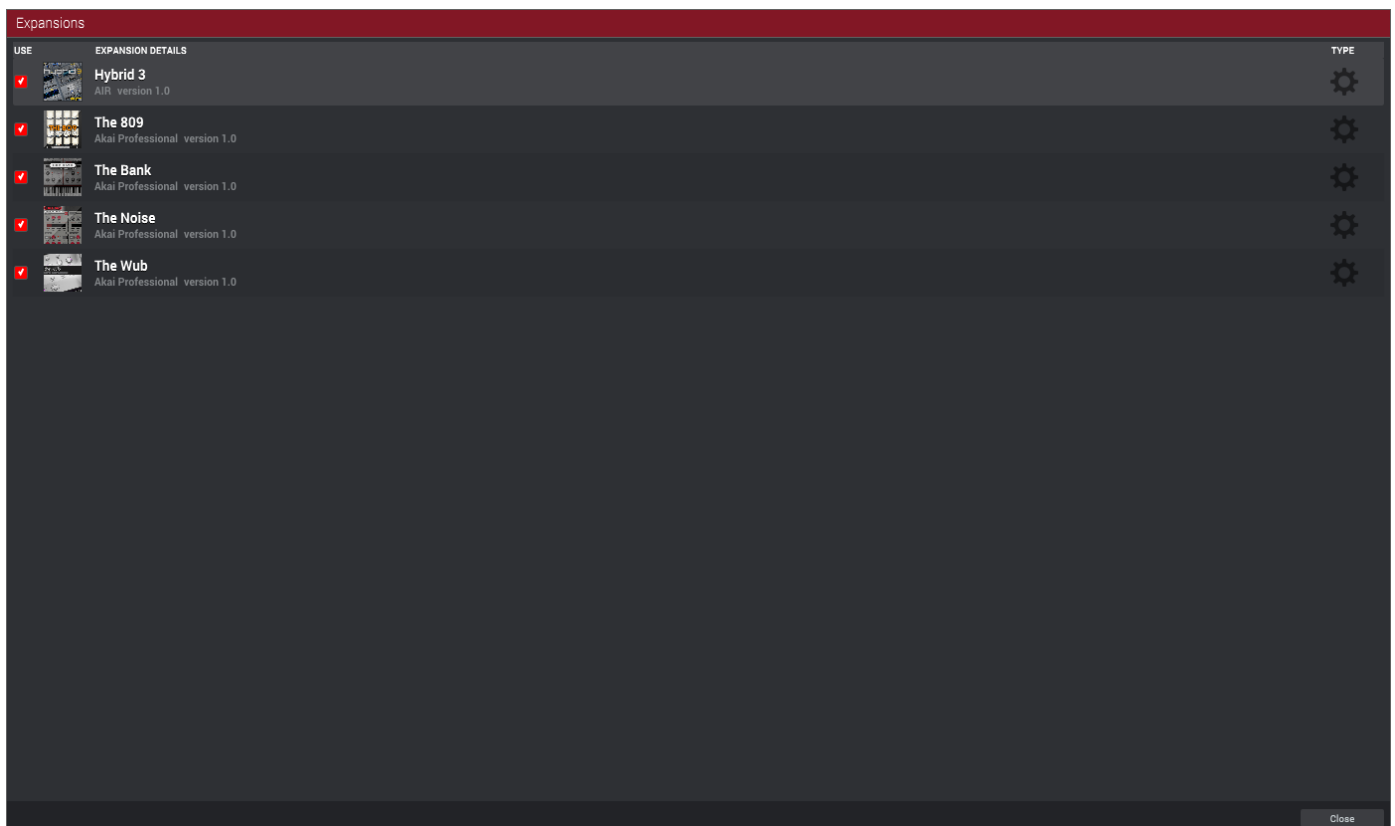 Expansions
USE EXPANSION DETAILS TYPE
Hybrid 3
AIR version 1.0
The 809
Akai Professional version 1.0
The Bank
Akai Professional version 1.0
The Noise
Akai Professional version 1.0
The Wub
Akai Professional version 1.0
Close